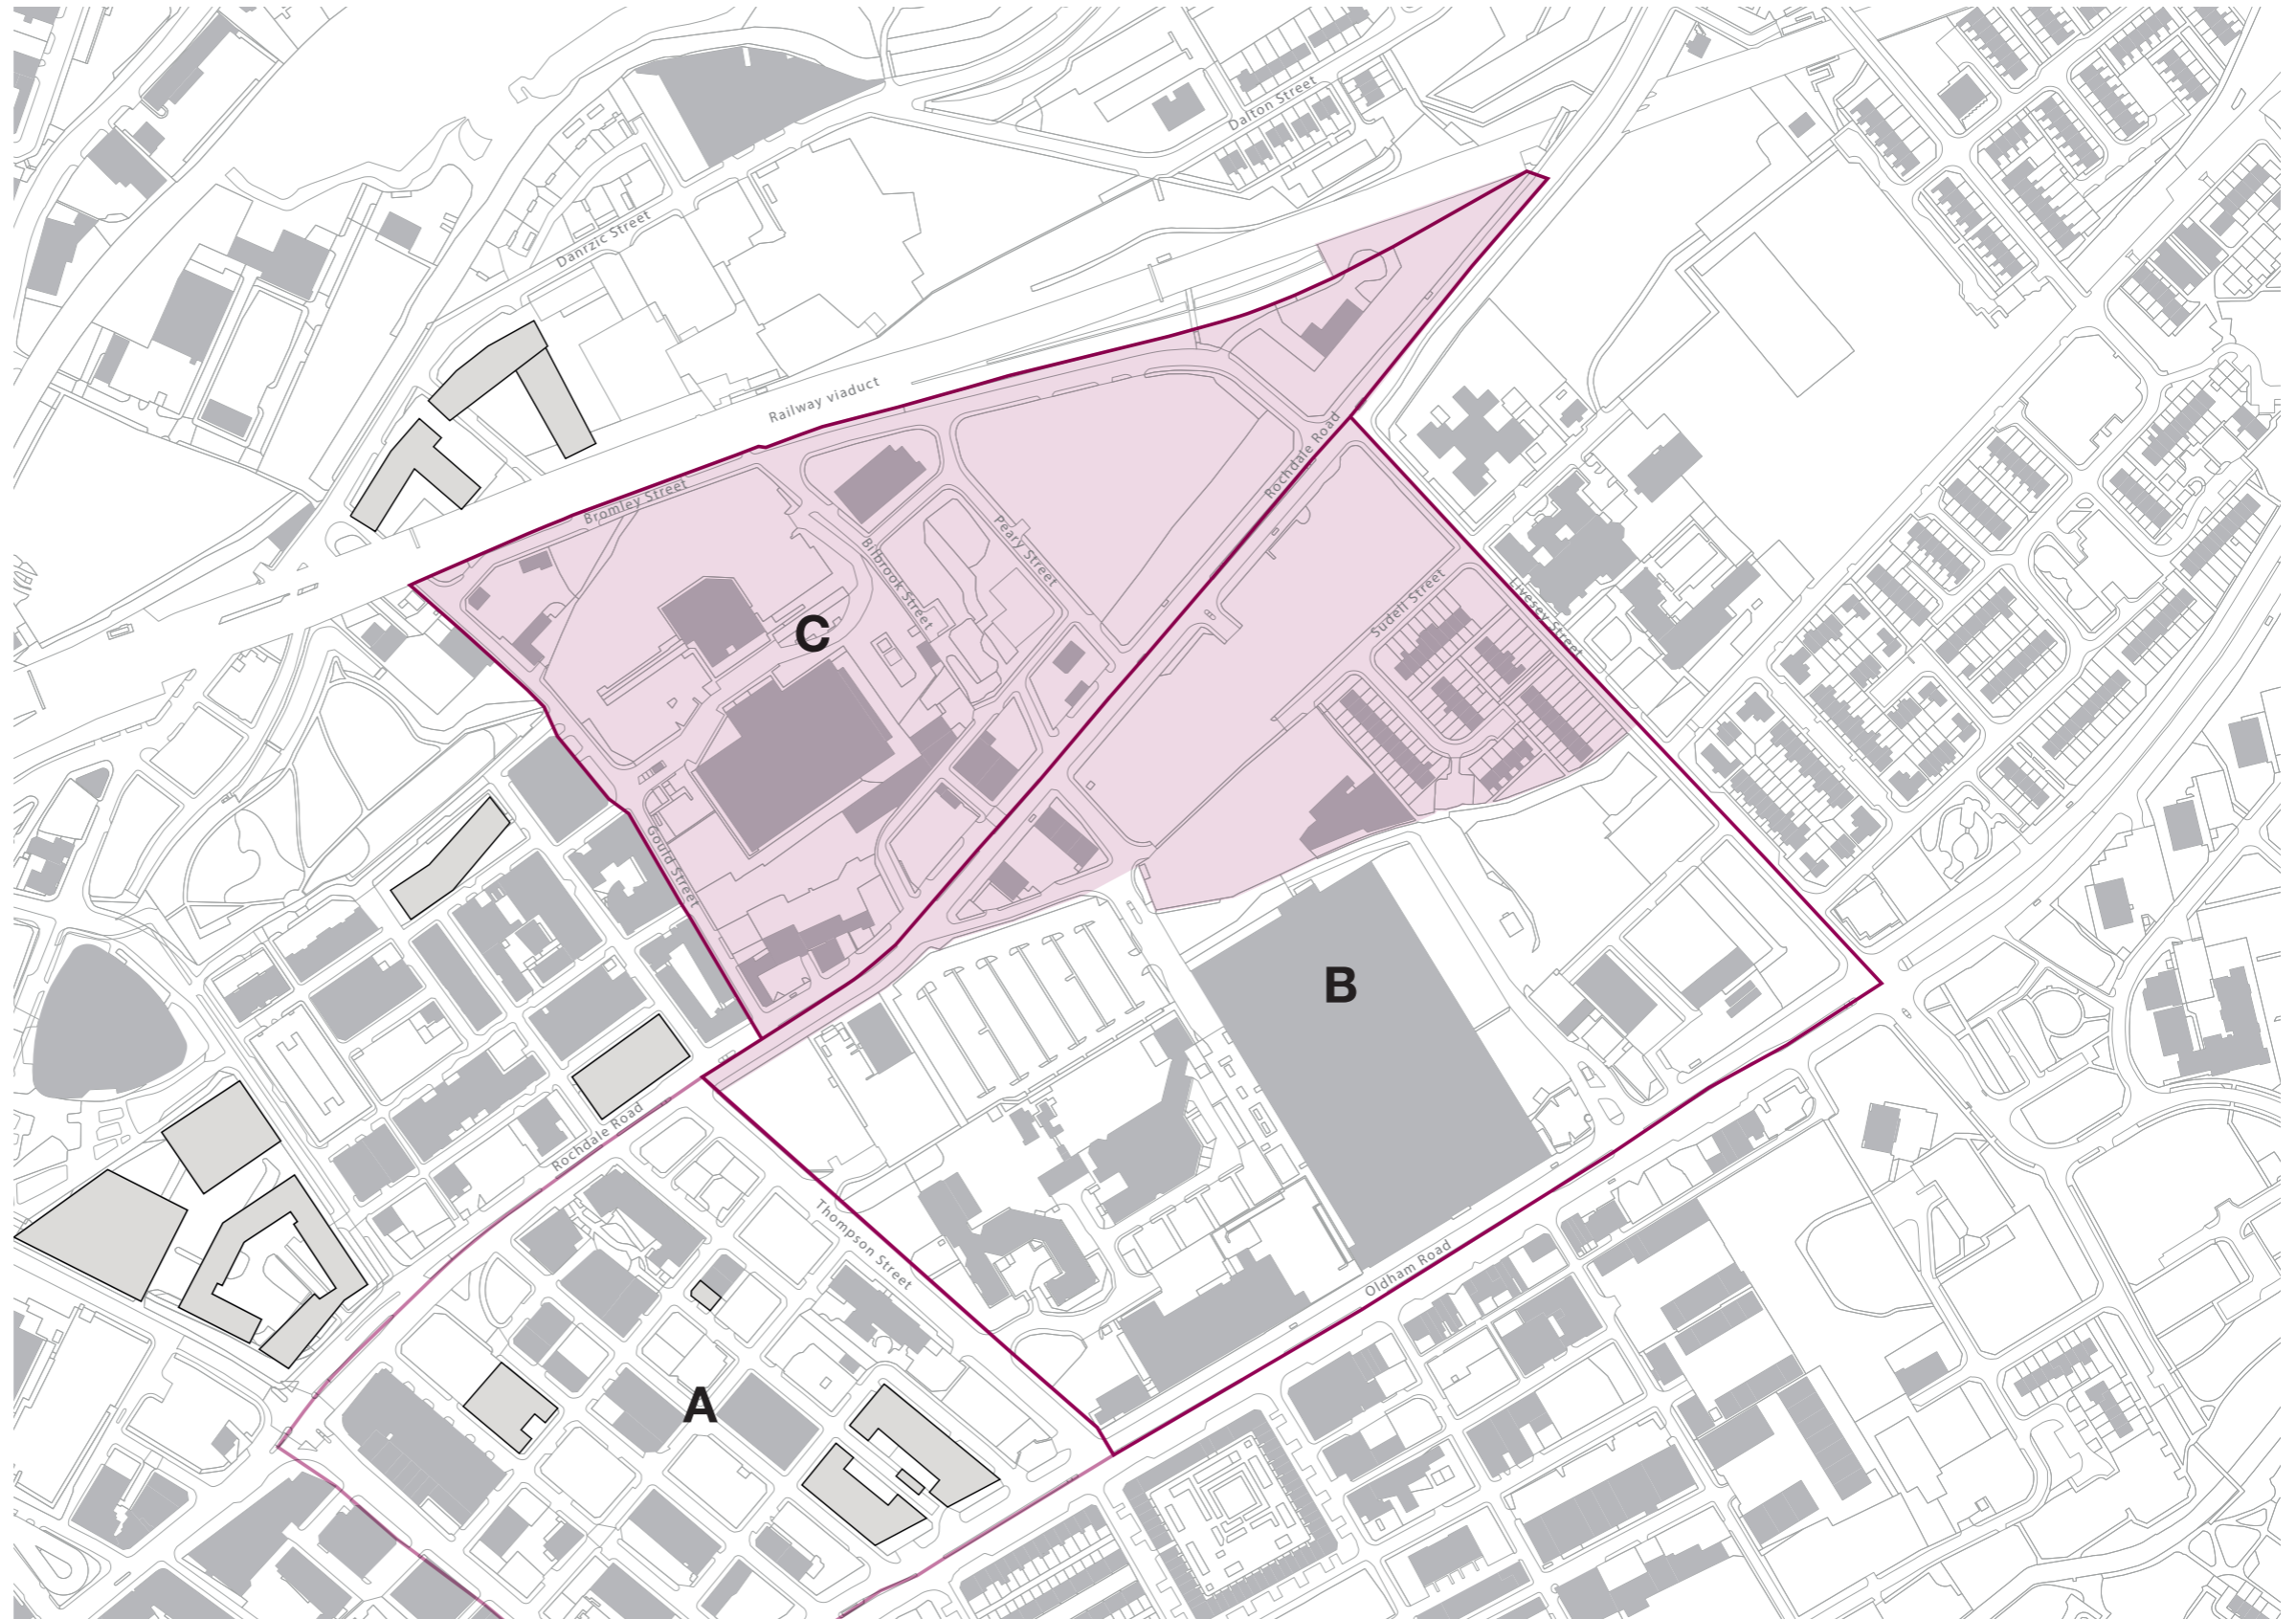 Dalton Street
Danrzic Street
Railway viaduct
Rochdale Road
Bromley Street
Peary Street
Bilbrook Street
Sudell Street
Livesey Street
C
Gould Street
B
Rochdale Road
Thompson Street
Oldham Road
A